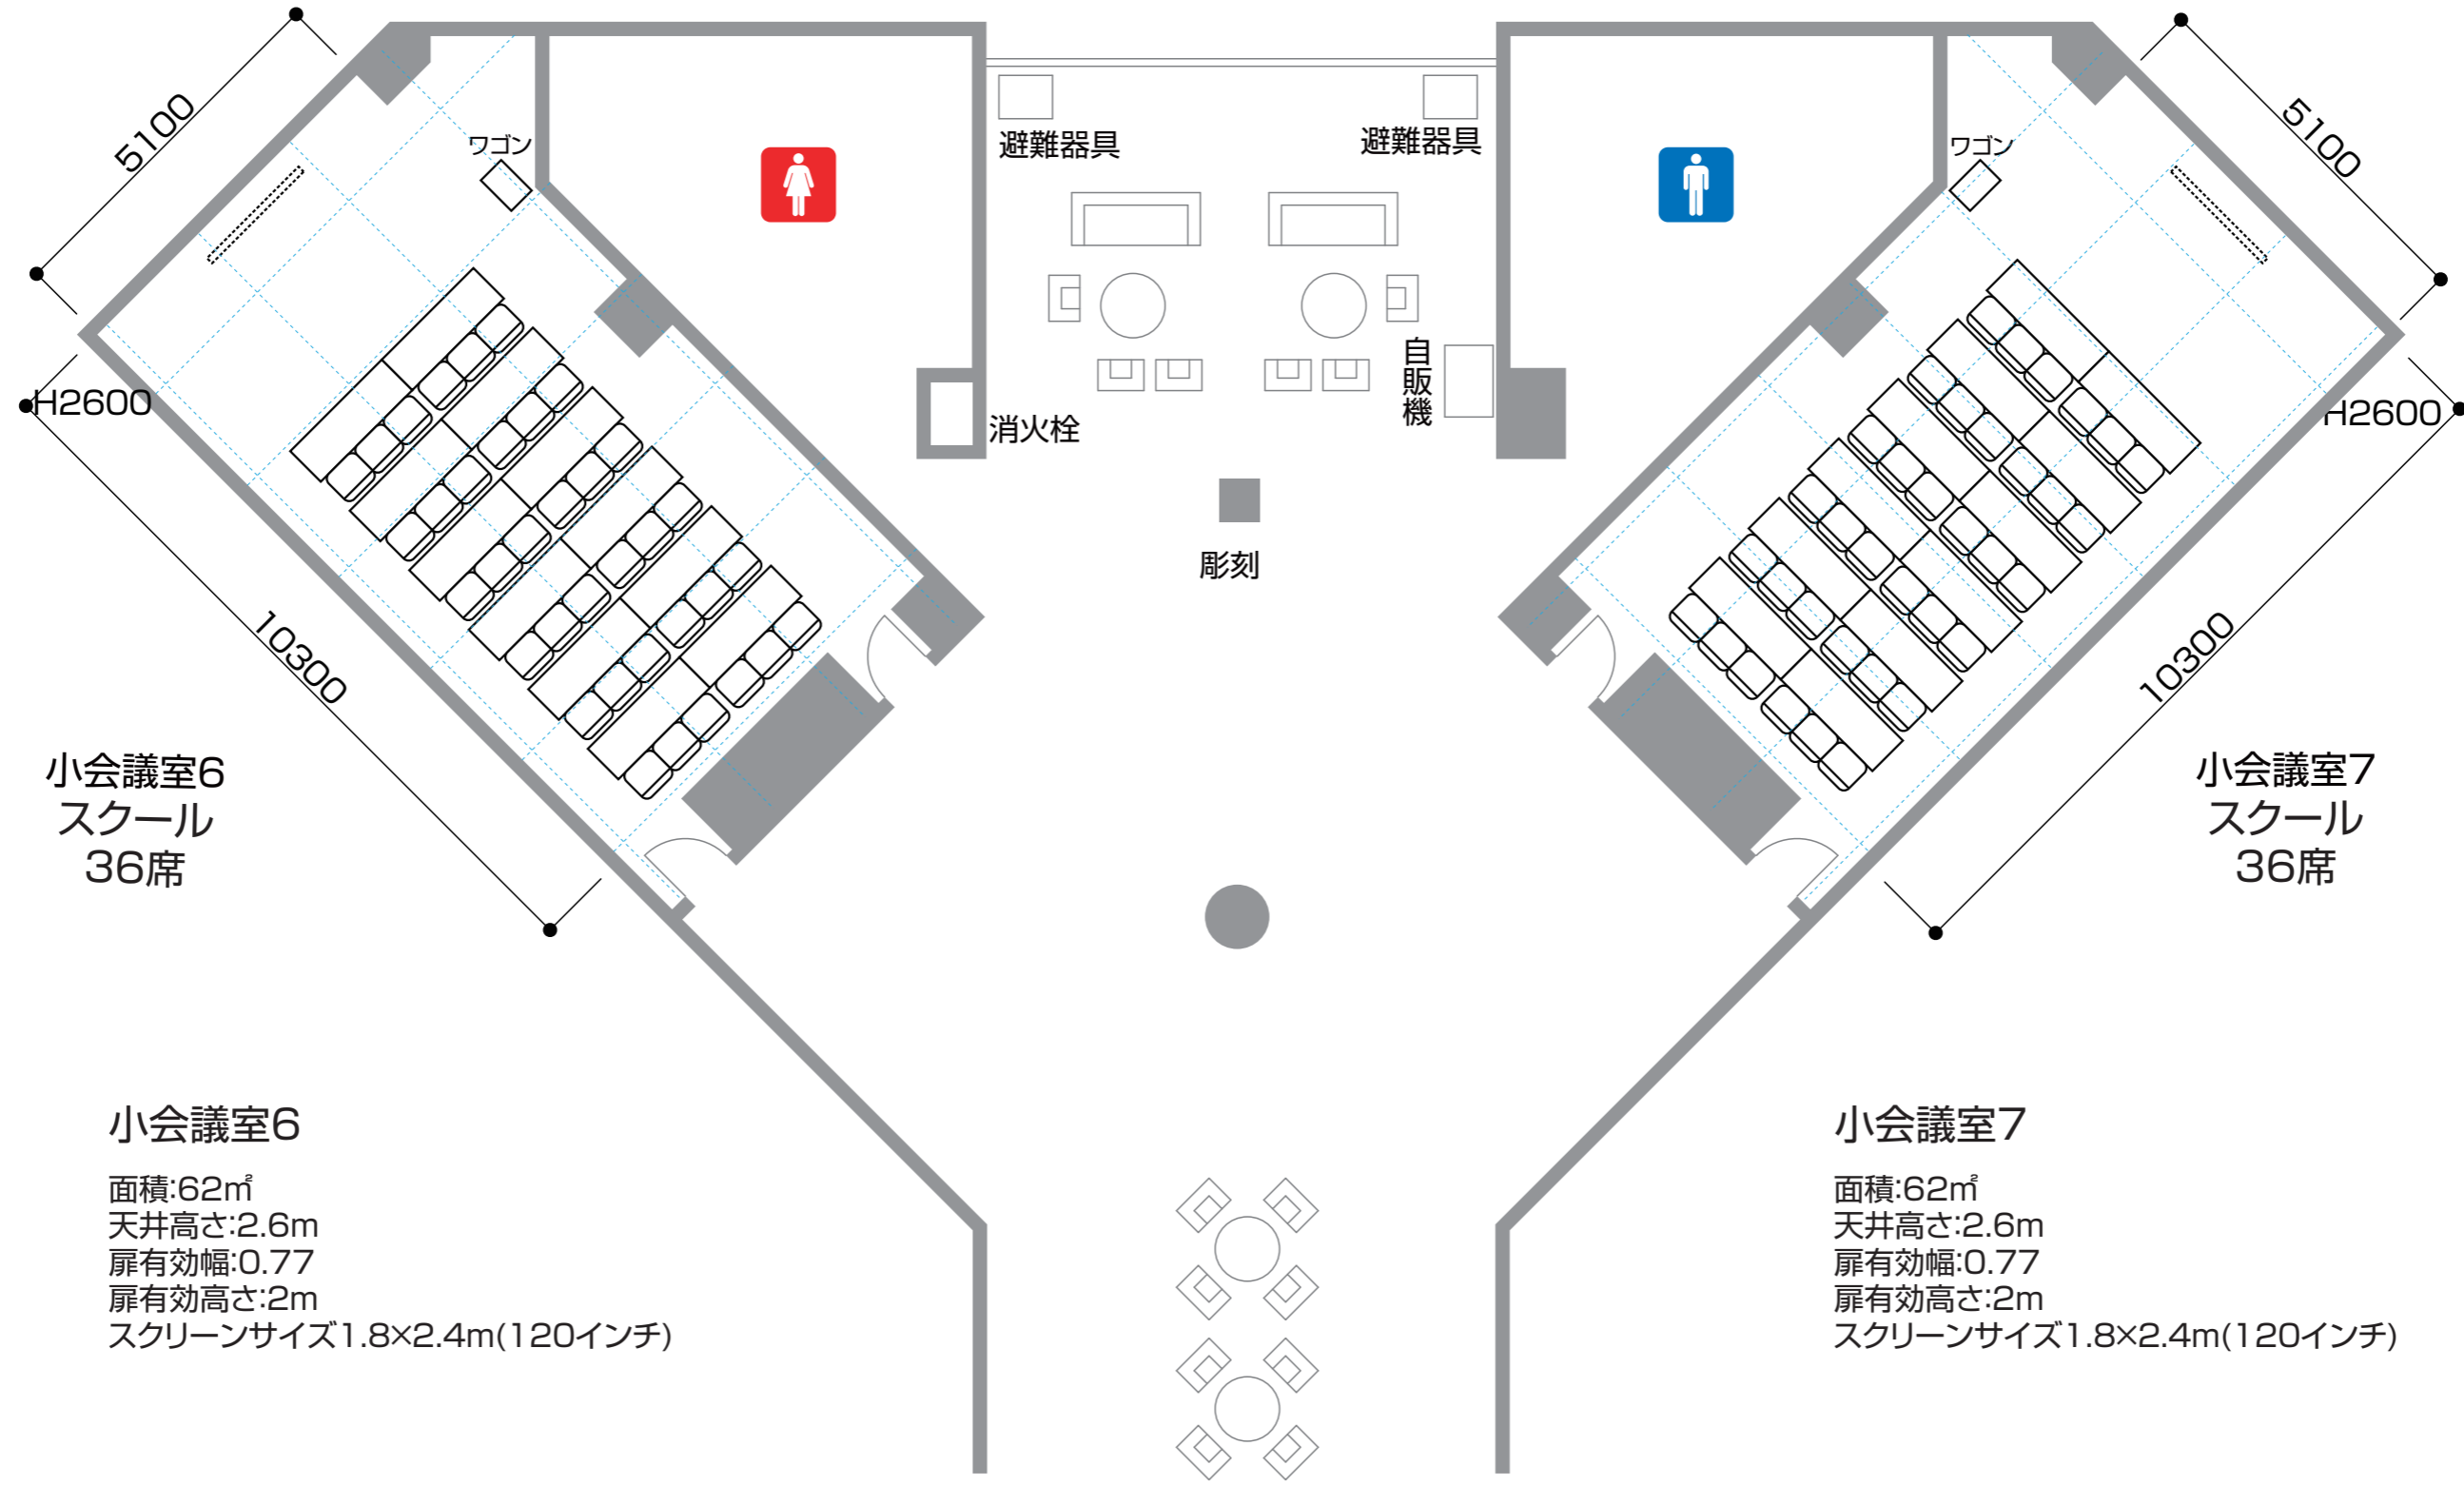 5100
ワゴン
避難器具
避難器具
ワゴン
5100
H2600
自販機
H2600
消火栓
彫刻
10300
10300
小会議室6
スクール
36席
小会議室7
スクール
36席
小会議室6
面積:62㎡
天井高さ:2.6m
扉有効幅:0.77
扉有効高さ:2m
スクリーンサイズ1.8×2.4m(120インチ)
小会議室7
面積:62㎡
天井高さ:2.6m
扉有効幅:0.77
扉有効高さ:2m
スクリーンサイズ1.8×2.4m(120インチ)